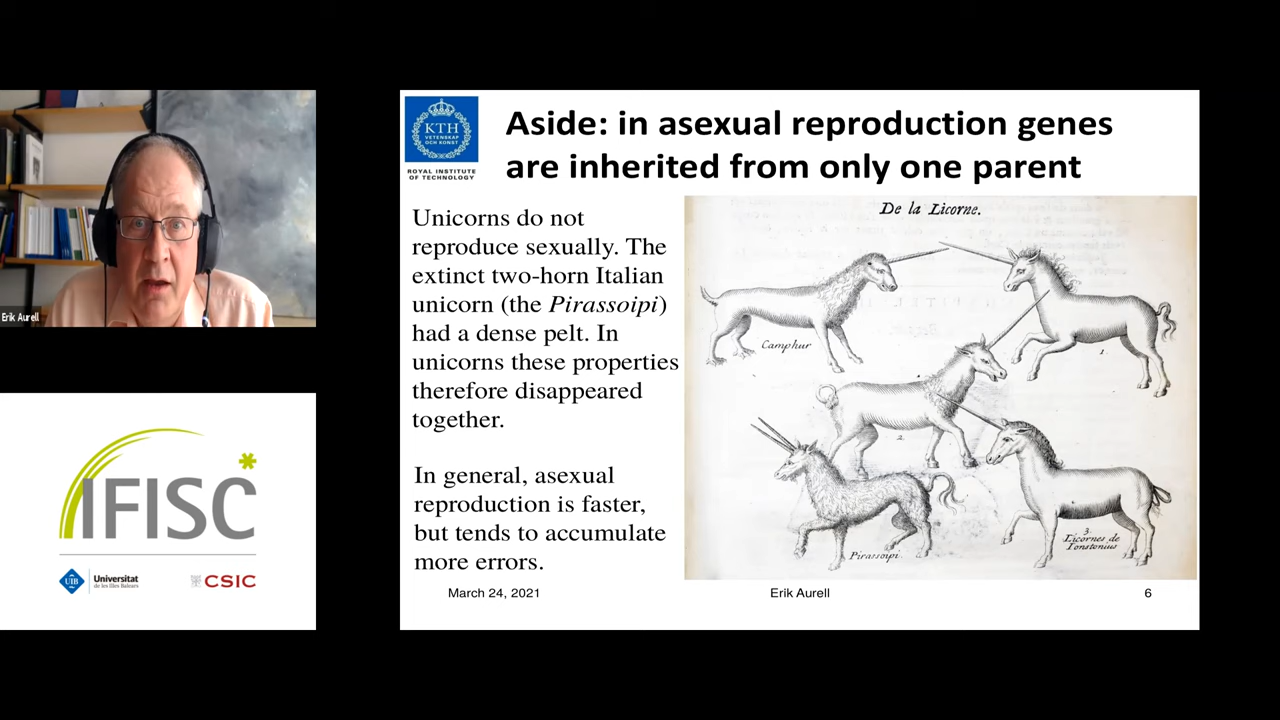 Erik Aurell
IFISC
UIB
Universitat
de les Illes Balears
CSIC
KTH
VETENSKAP
OCH KONST
ROYAL INSTITUTE
OF TECHNOLOGY
Aside: in asexual reproduction genes
are inherited from only one parent
Unicorns do not
reproduce sexually. The
extinct two-horn Italian
unicorn (the Pirassoipi)
had a dense pelt. In
unicorns these properties
therefore disappeared
together.
In general, asexual
reproduction is faster,
but tends to accumulate
more errors.
De la Licorne.
Camphur
1.
2.
Pirassoipi.
3.
Licornes de
Ionstonius
March 24, 2021
Erik Aurell
6